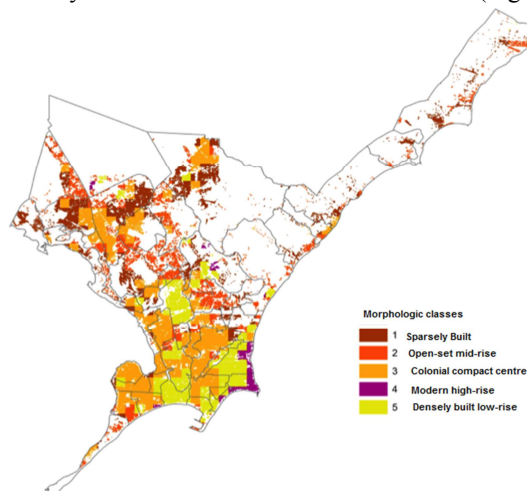 Morphologic classes
1 Sparsely Built
2 Open-set mid-rise
3 Colonial compact centre
4 Modern high-rise
5 Densely built low-rise